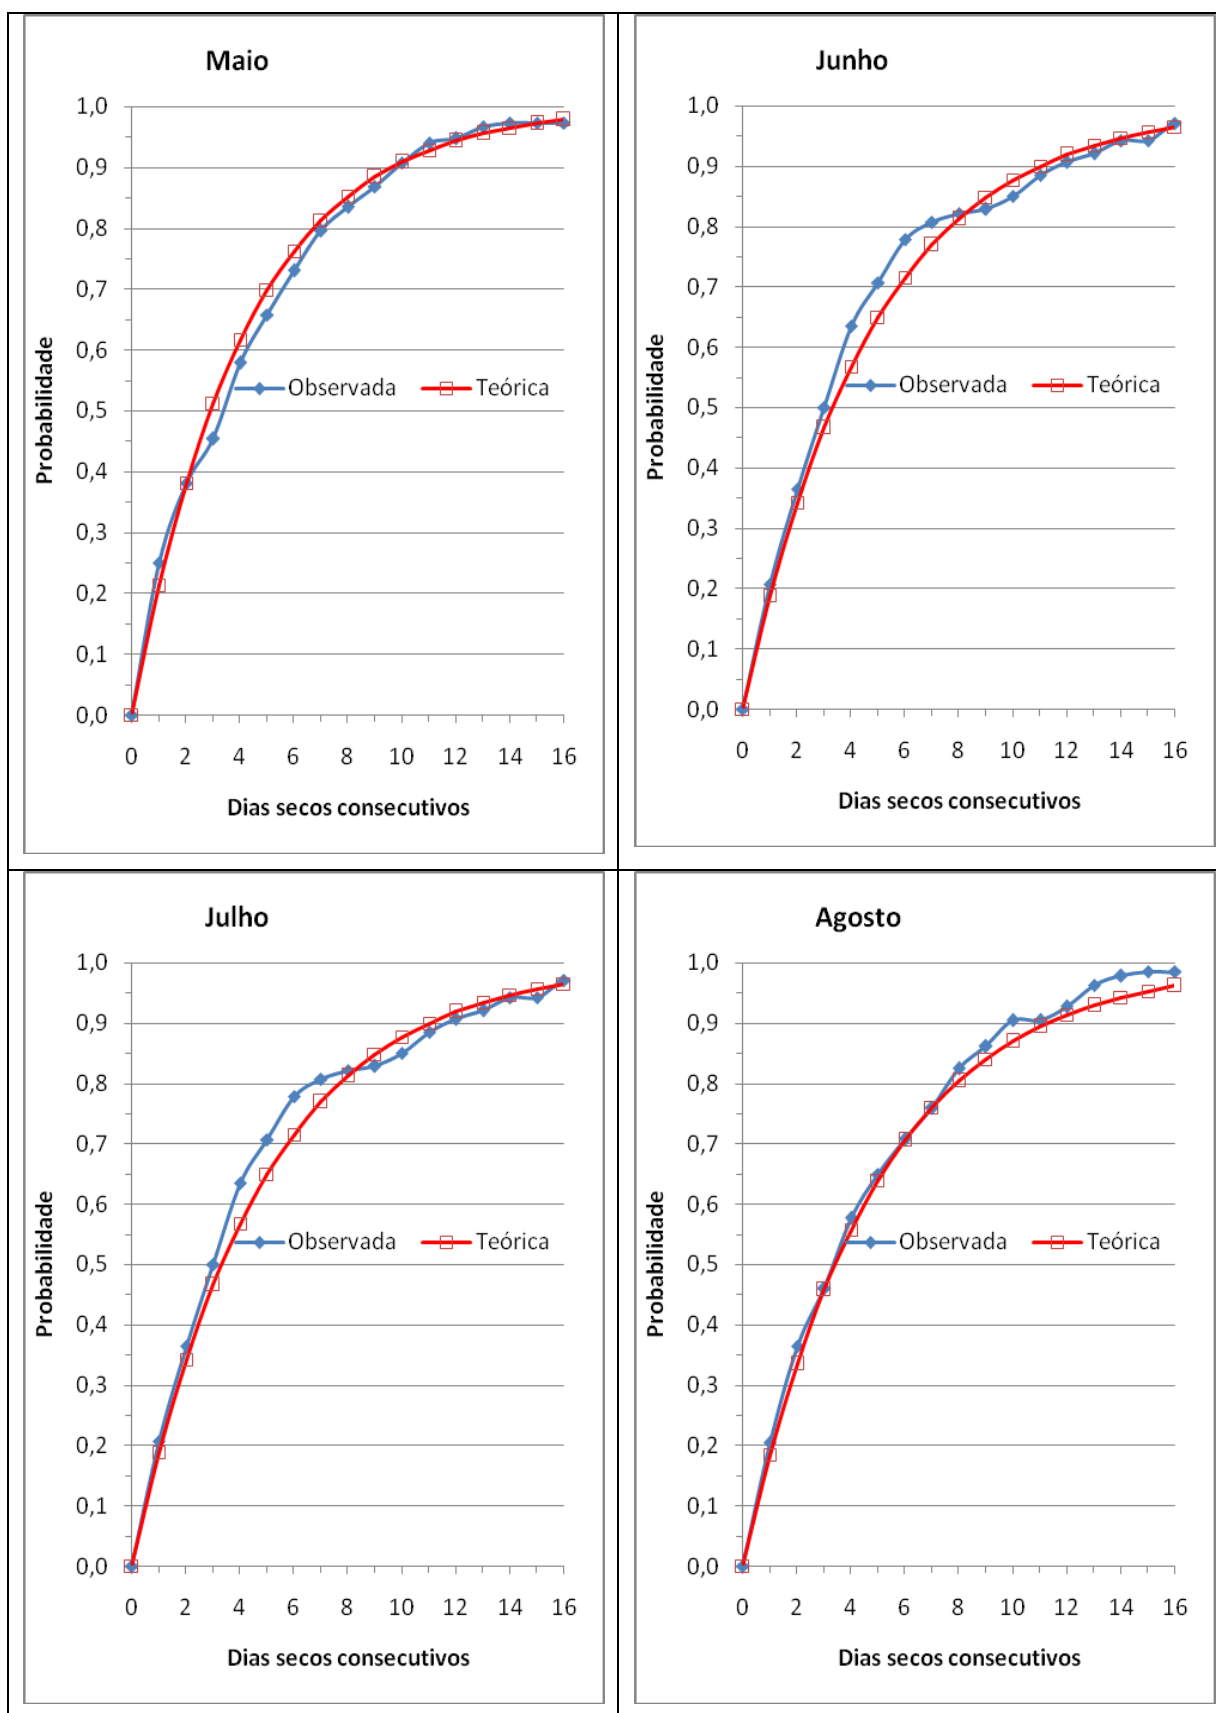 Maio
1,0
0,9
0,8
0,7
0,6
0,5
0,4
0,3
0,2
0,1
0,0
Probabilidade
Observada Teórica
0 2 4 6 8 10 12 14 16
Dias secos consecutivos
Junho
1,0
0,9
0,8
0,7
0,6
0,5
0,4
0,3
0,2
0,1
0,0
Probabilidade
Observada Teórica
0 2 4 6 8 10 12 14 16
Dias secos consecutivos
Julho
1,0
0,9
0,8
0,7
0,6
0,5
0,4
0,3
0,2
0,1
0,0
Probabilidade
Observada Teórica
0 2 4 6 8 10 12 14 16
Dias secos consecutivos
Agosto
1,0
0,9
0,8
0,7
0,6
0,5
0,4
0,3
0,2
0,1
0,0
Probabilidade
Observada Teórica
0 2 4 6 8 10 12 14 16
Dias secos consecutivos